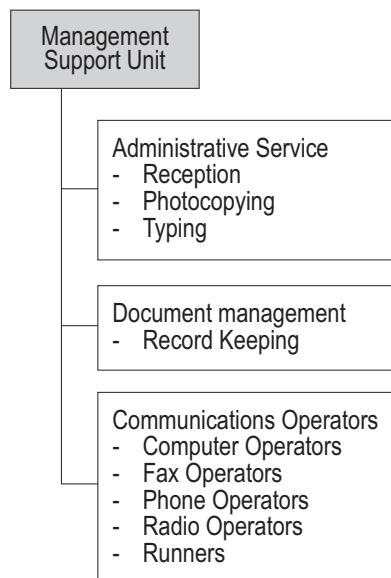 Management
Support Unit
Administrative Service
- Reception
- Photocopying
- Typing
Document management
- Record Keeping
Communications Operators
- Computer Operators
- Fax Operators
- Phone Operators
- Radio Operators
- Runners